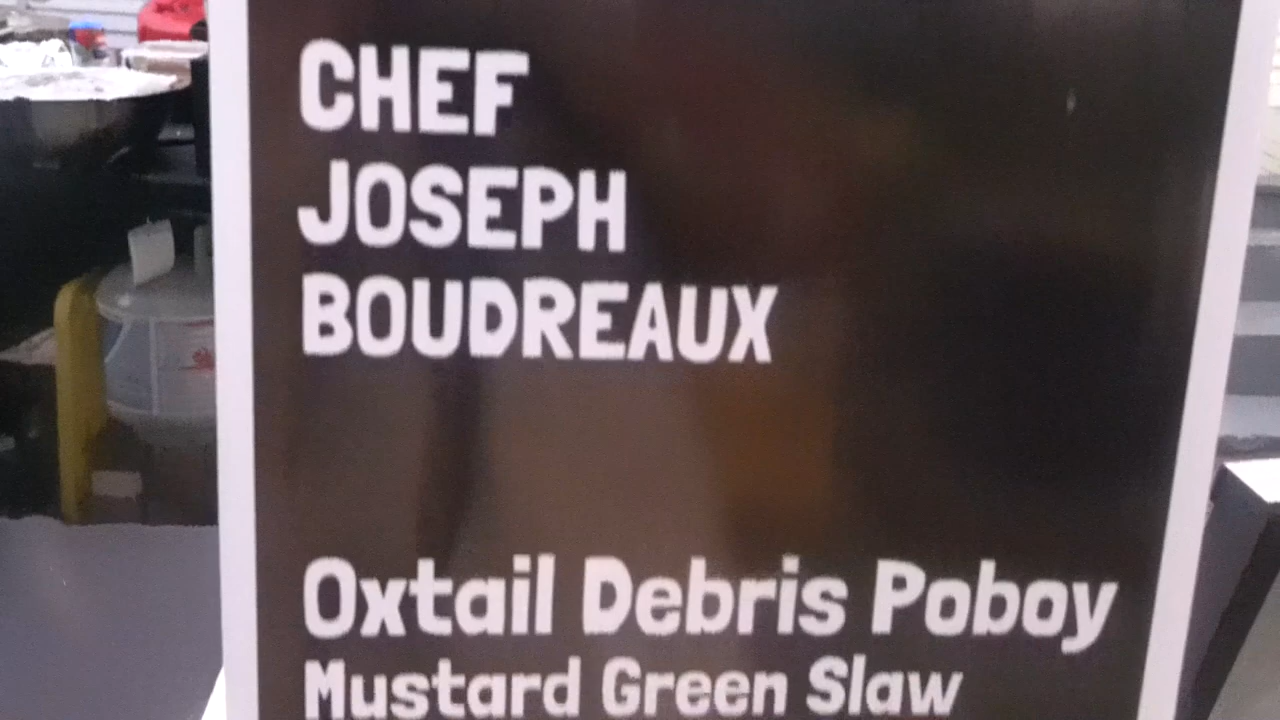 CHEF
JOSEPH
BOUDREAUX
Oxtail Debris Poboy
Mustard Green Slaw